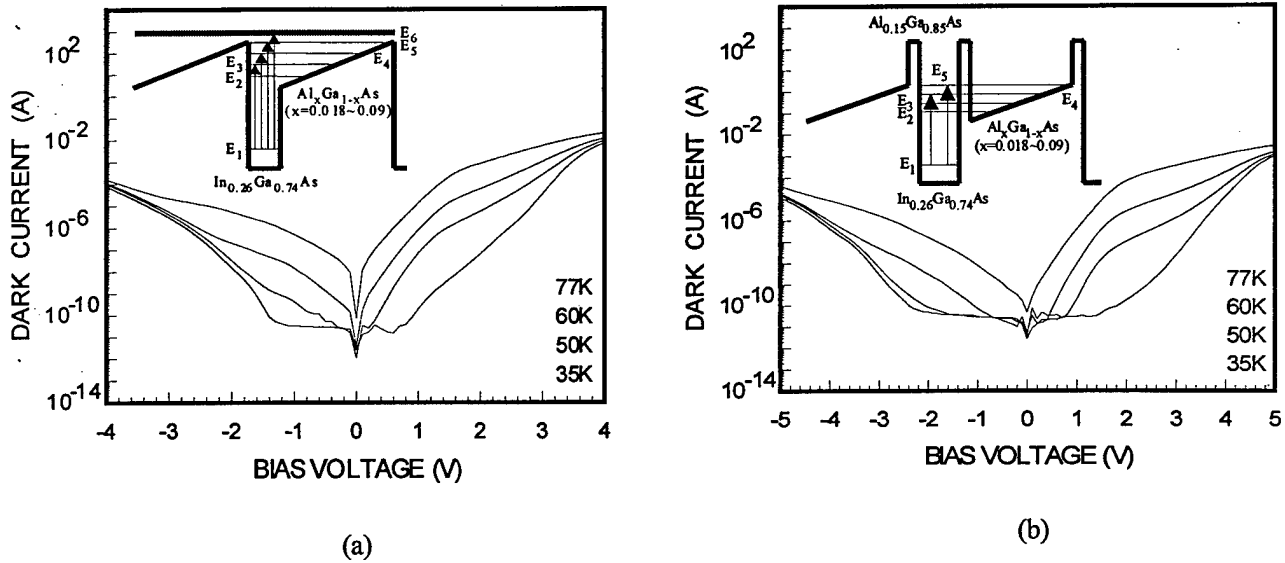 DARK CURRENT (A)
10²
10⁻²
10⁻⁶
10⁻¹⁰
10⁻¹⁴
E₆
E₅
E₄
E₃
E₂
AlₓGa₁₋ₓAs
(x=0.018~0.09)
E₁
In₀.₂₆Ga₀.₇₄As
77K
60K
50K
35K
-4 -3 -2 -1 0 1 2 3 4
BIAS VOLTAGE (V)
(a)
DARK CURRENT (A)
10²
10⁻²
10⁻⁶
10⁻¹⁰
10⁻¹⁴
Al₀.₁₅Ga₀.₈₅As
E₅
E₃
E₂
E₄
AlₓGa₁₋ₓAs
(x=0.018~0.09)
E₁
In₀.₂₆Ga₀.₇₄As
77K
60K
50K
35K
-5 -4 -3 -2 -1 0 1 2 3 4 5
BIAS VOLTAGE (V)
(b)